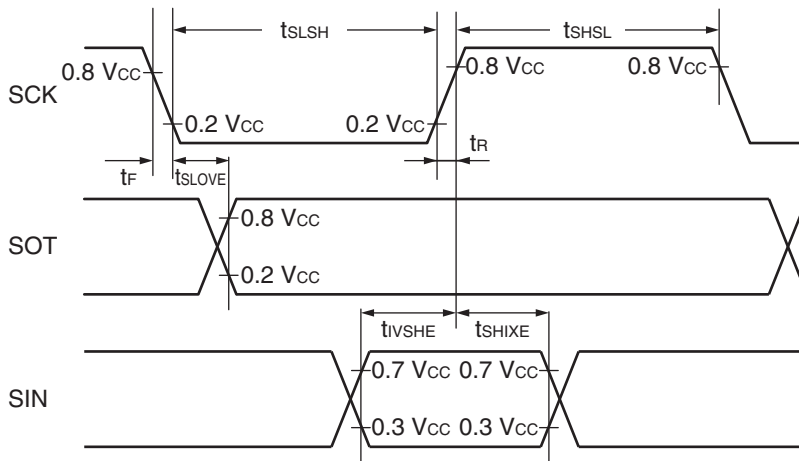 tSLSH
tSHSL
SCK
0.8 VCC
0.2 VCC
0.2 VCC
0.8 VCC
0.8 VCC
tF
tSLOVE
tR
SOT
0.8 VCC
0.2 VCC
tIVSHE
tSHIXE
SIN
0.7 VCC
0.7 VCC
0.3 VCC
0.3 VCC